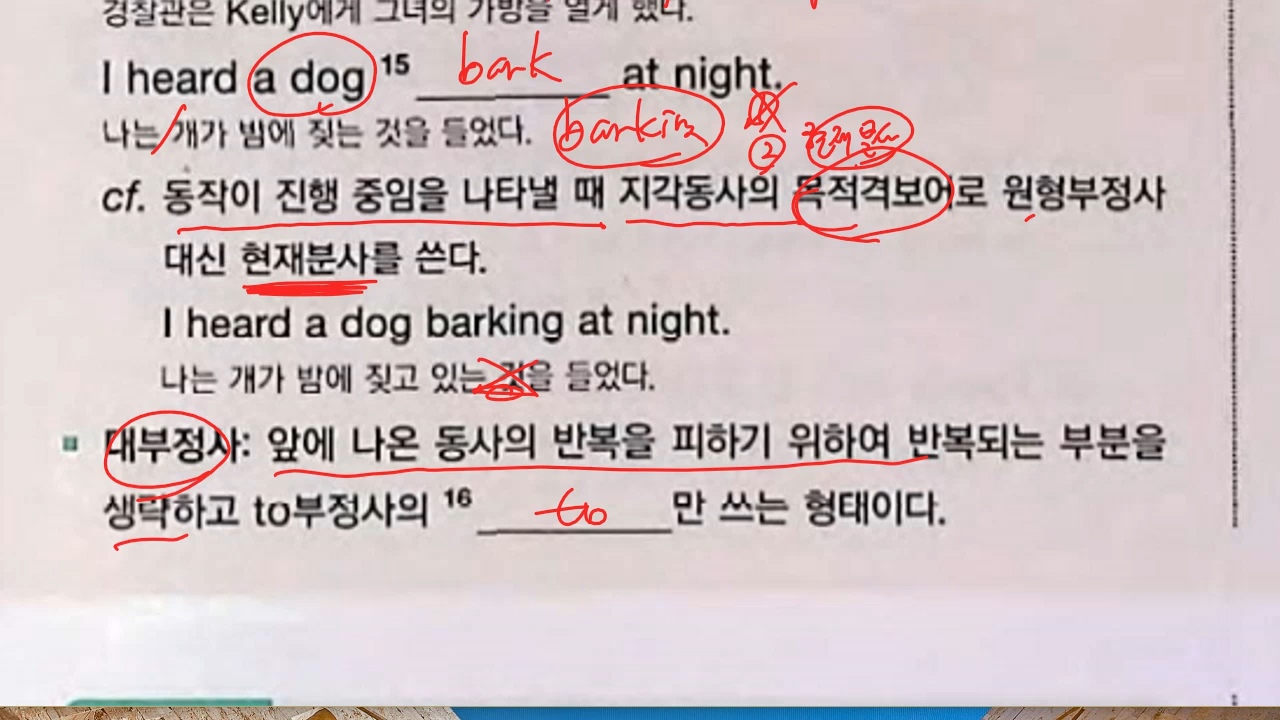 경찰관은 Kelly에게 그녀의 가방을 열게 했다.
I heard a dog 15 bark at night.
나는 개가 밤에 짖는 것을 들었다. barking ② 현재분사
cf. 동작이 진행 중임을 나타낼 때 지각동사의 목적격보어로 원형부정사
대신 현재분사를 쓴다.
I heard a dog barking at night.
나는 개가 밤에 짖고 있는 것을 들었다.
대부정사: 앞에 나온 동사의 반복을 피하기 위하여 반복되는 부분을
생략하고 to부정사의 16 to 만 쓰는 형태이다.